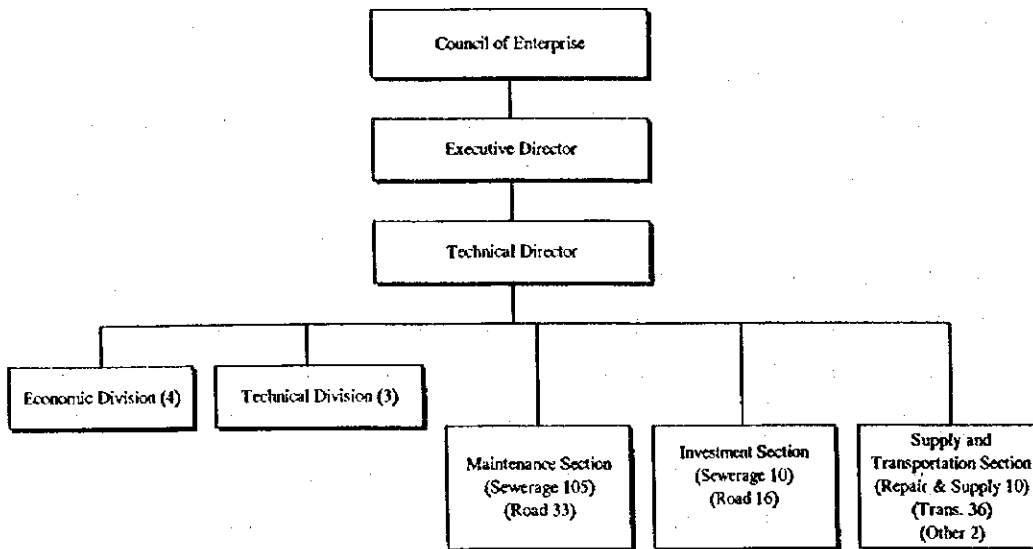 Council of Enterprise
Executive Director
Technical Director
Economic Division (4)
Technical Division (3)
Maintenance Section
(Sewerage 105)
(Road 33)
Investment Section
(Sewerage 10)
(Road 16)
Supply and
Transportation Section
(Repair & Supply 10)
(Trans. 36)
(Other 2)